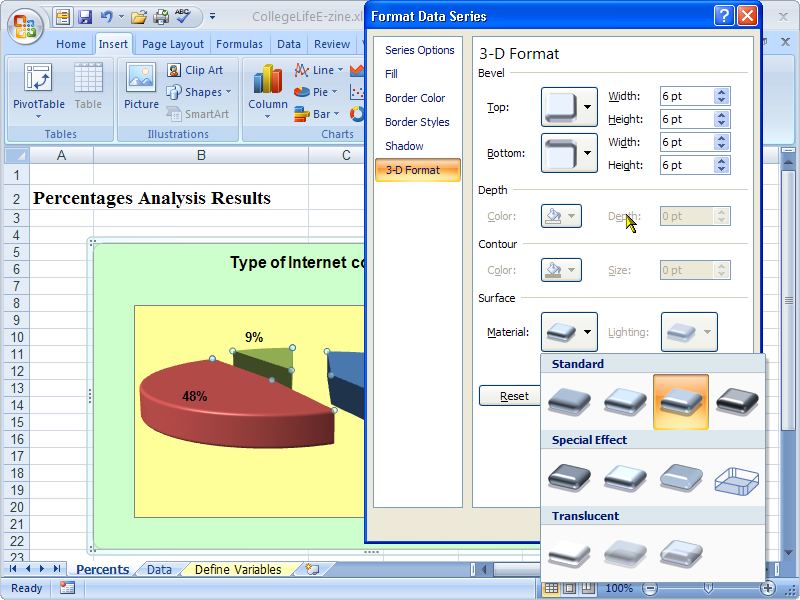 CollegeLifeE-zine.xl
Format Data Series
Home Insert Page Layout Formulas Data Review
PivotTable Table Picture Clip Art Shapes SmartArt Column Line Pie Bar
Tables Illustrations Charts
A B C
1
2 Percentages Analysis Results
3
4
5
6
7
8
9
10
11
12
13
14
15
16
17
18
19
20
21
22
23
Type of Internet co
9%
48%
Series Options
Fill
Border Color
Border Styles
Shadow
3-D Format
3-D Format
Bevel
Top: Width: 6 pt
Height: 6 pt
Bottom: Width: 6 pt
Height: 6 pt
Depth
Color: Depth: 0 pt
Contour
Color: Size: 0 pt
Surface
Material: Lighting:
Reset
Standard
Special Effect
Translucent
Percents Data Define Variables
Ready 100%